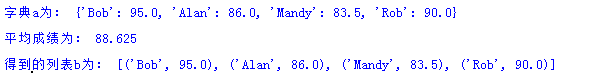 字典a为： {'Bob': 95.0, 'Alan': 86.0, 'Mandy': 83.5, 'Rob': 90.0}
平均成绩为： 88.625
得到的列表b为： [('Bob', 95.0), ('Alan', 86.0), ('Mandy', 83.5), ('Rob', 90.0)]